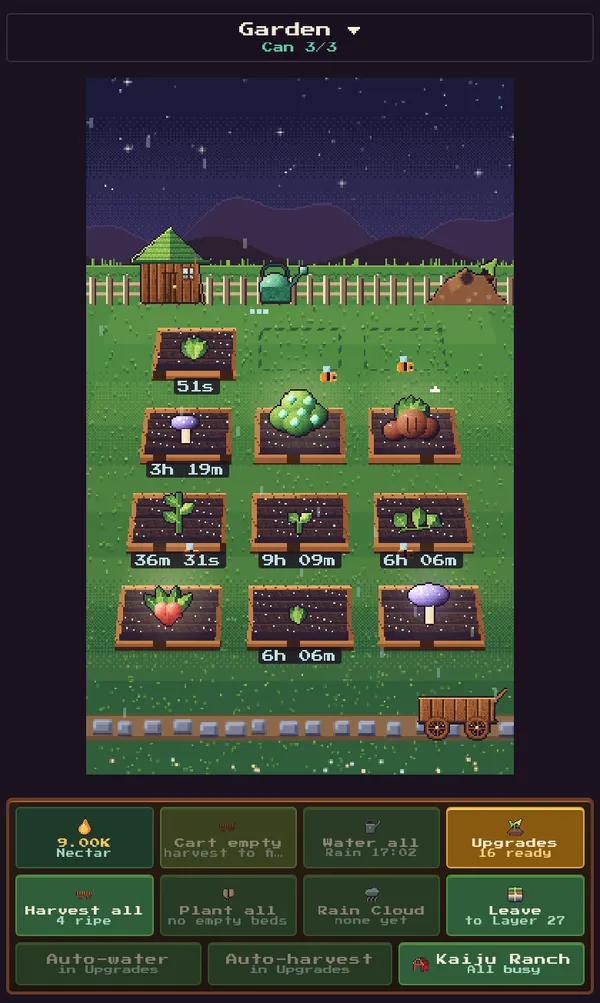 Garden ▼
Can 3/3
51s
3h 19m
36m 31s
9h 09m
6h 06m
6h 06m
9.00K
Nectar
Cart empty
harvest to fi…
Water all
Rain 17:02
Upgrades
16 ready
Harvest all
4 ripe
Plant all
no empty beds
Rain Cloud
none yet
Leave
to Layer 27
Auto-water
in Upgrades
Auto-harvest
in Upgrades
Kaiju Ranch
All busy